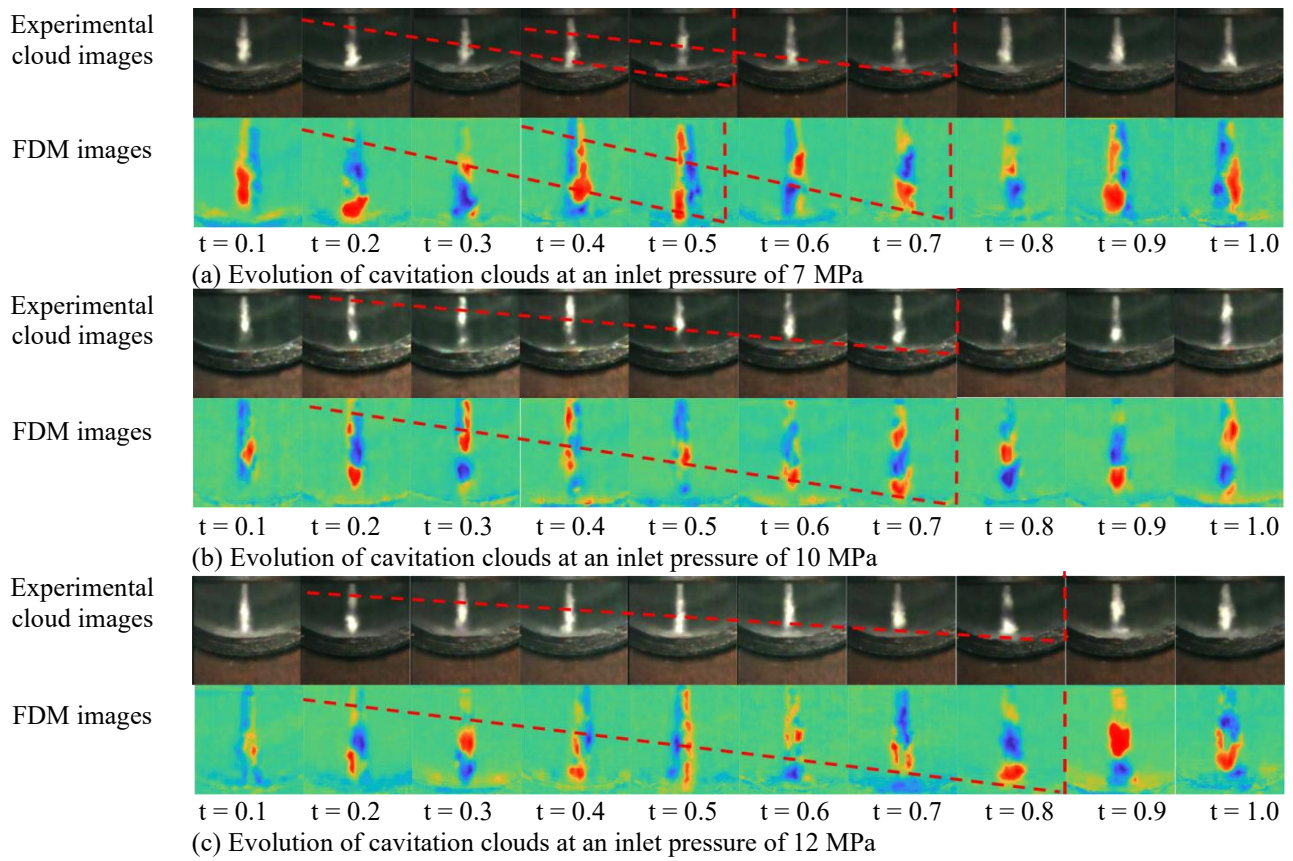 Experimental
cloud images
FDM images
t = 0.1 t = 0.2 t = 0.3 t = 0.4 t = 0.5 t = 0.6 t = 0.7 t = 0.8 t = 0.9 t = 1.0
(a) Evolution of cavitation clouds at an inlet pressure of 7 MPa
Experimental
cloud images
FDM images
t = 0.1 t = 0.2 t = 0.3 t = 0.4 t = 0.5 t = 0.6 t = 0.7 t = 0.8 t = 0.9 t = 1.0
(b) Evolution of cavitation clouds at an inlet pressure of 10 MPa
Experimental
cloud images
FDM images
t = 0.1 t = 0.2 t = 0.3 t = 0.4 t = 0.5 t = 0.6 t = 0.7 t = 0.8 t = 0.9 t = 1.0
(c) Evolution of cavitation clouds at an inlet pressure of 12 MPa